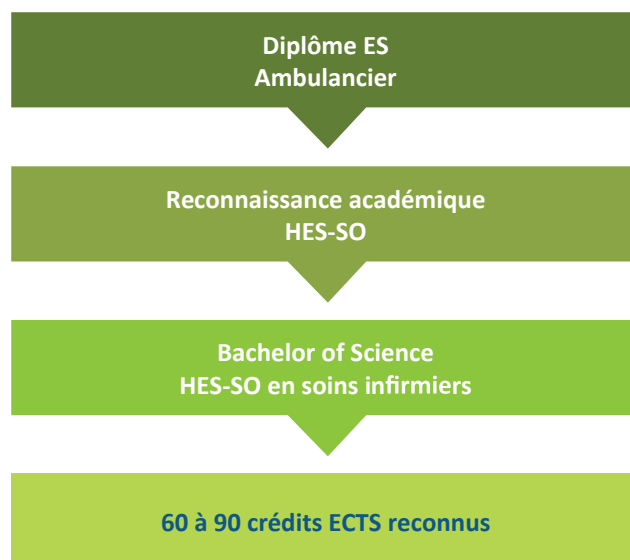 Diplôme ES
Ambulancier
Reconnaissance académique
HES-SO
Bachelor of Science
HES-SO en soins infirmiers
60 à 90 crédits ECTS reconnus